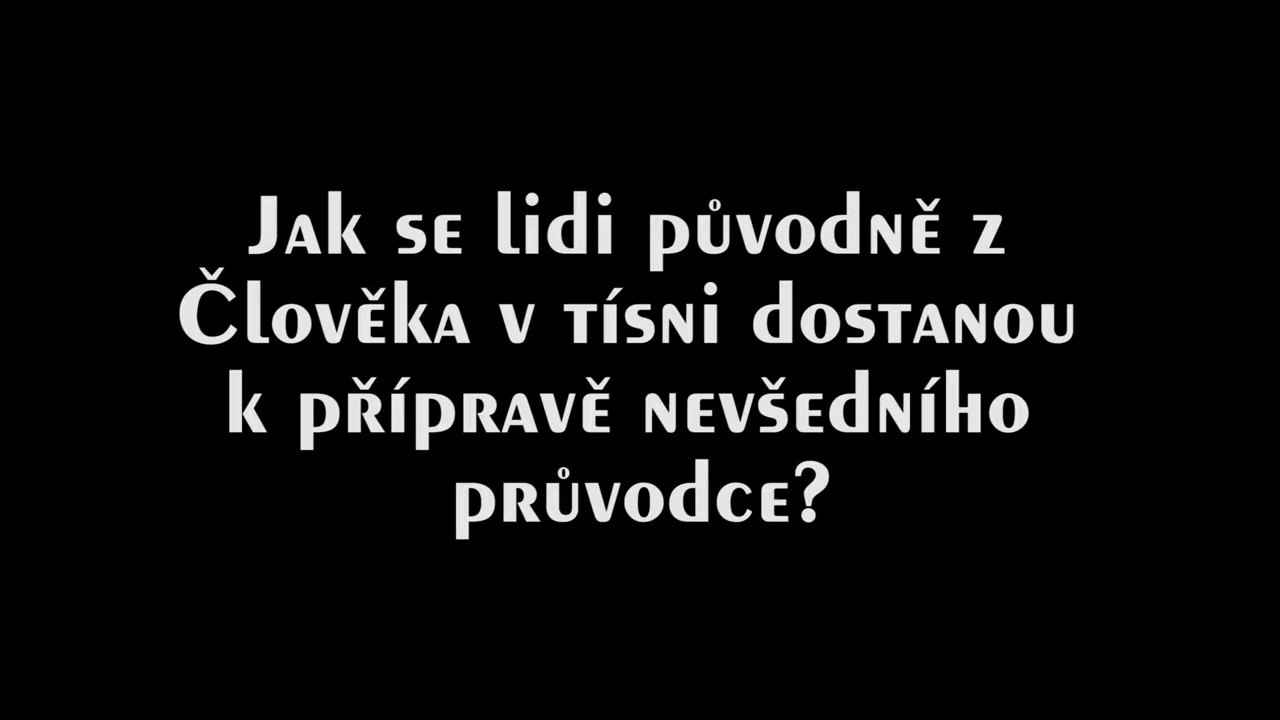 Jak se lidi původně z
Člověka v tísni dostanou
k přípravě nevšedního
průvodce?